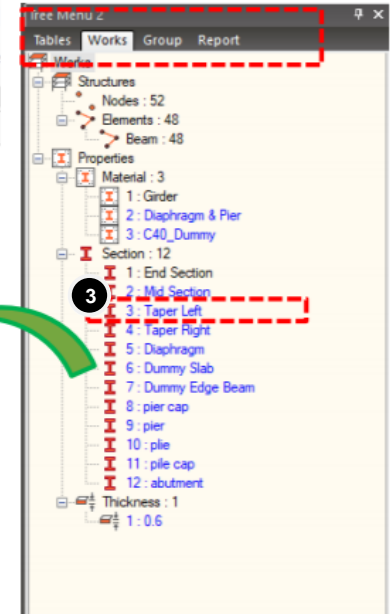 Tree Menu 2
Tables Works Group Report
Works
Structures
Nodes : 52
Elements : 48
Beam : 48
Properties
Material : 3
1 : Girder
2 : Diaphragm & Pier
3 : C40_Dummy
Section : 12
1 : End Section
2 : Mid Section
3
3 : Taper Left
4 : Taper Right
5 : Diaphragm
6 : Dummy Slab
7 : Dummy Edge Beam
8 : pier cap
9 : pier
10 : plie
11 : pile cap
12 : abutment
Thickness : 1
1 : 0.6